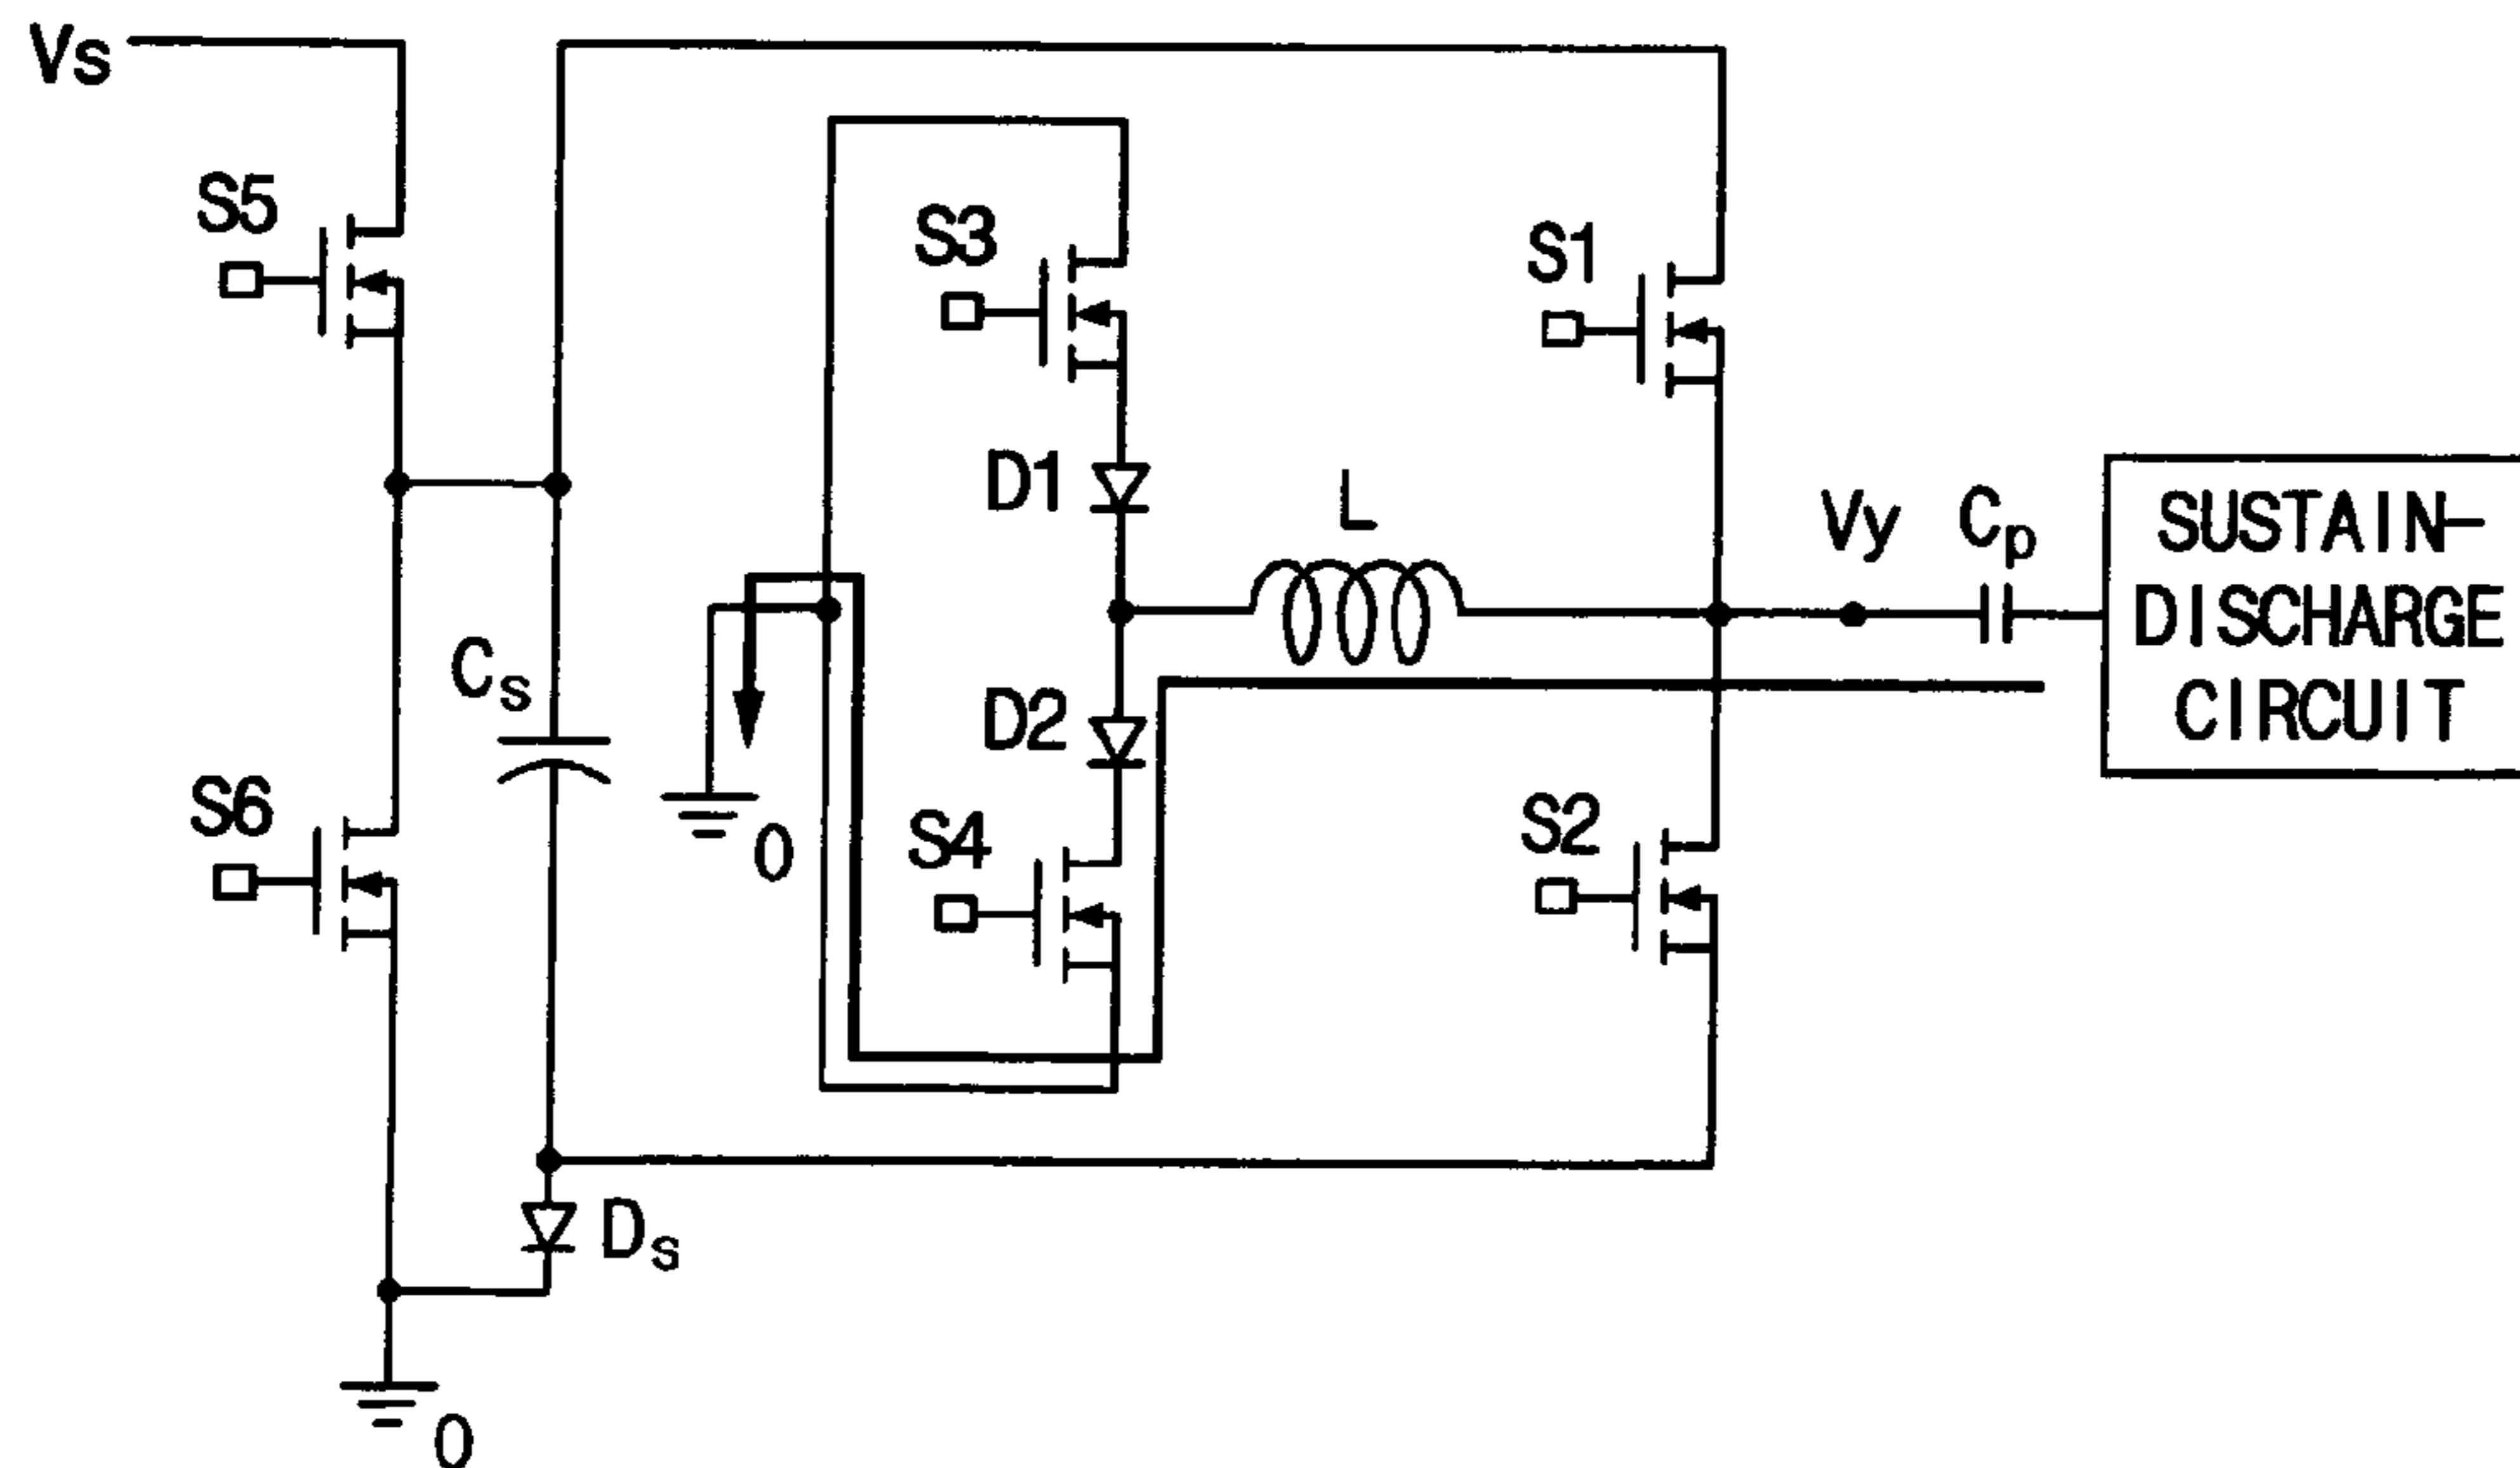 Vs
S5
S3
S1
D1
L
Vy
Cp
SUSTAIN-
DISCHARGE
CIRCUIT
Cs
D2
S6
0
S4
S2
Ds
0